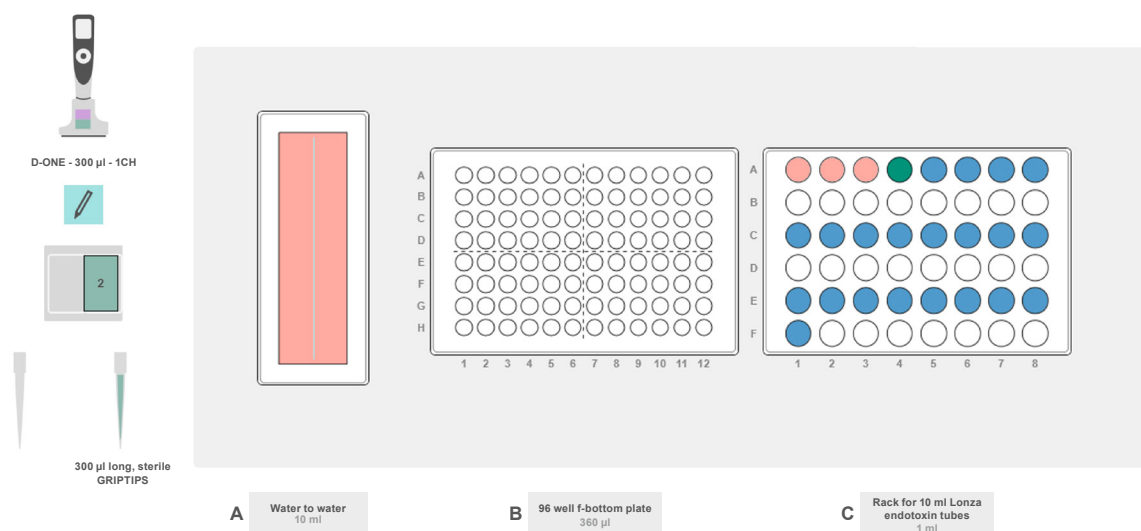 D-ONE - 300 µl - 1CH
2
300 µl long, sterile
GRIPTIPS
A
B
C
D
E
F
G
H
1 2 3 4 5 6 7 8 9 10 11 12
A
B
C
D
E
F
1 2 3 4 5 6 7 8
A
Water to water
10 ml
B
96 well f-bottom plate
360 µl
C
Rack for 10 ml Lonza
endotoxin tubes
1 ml